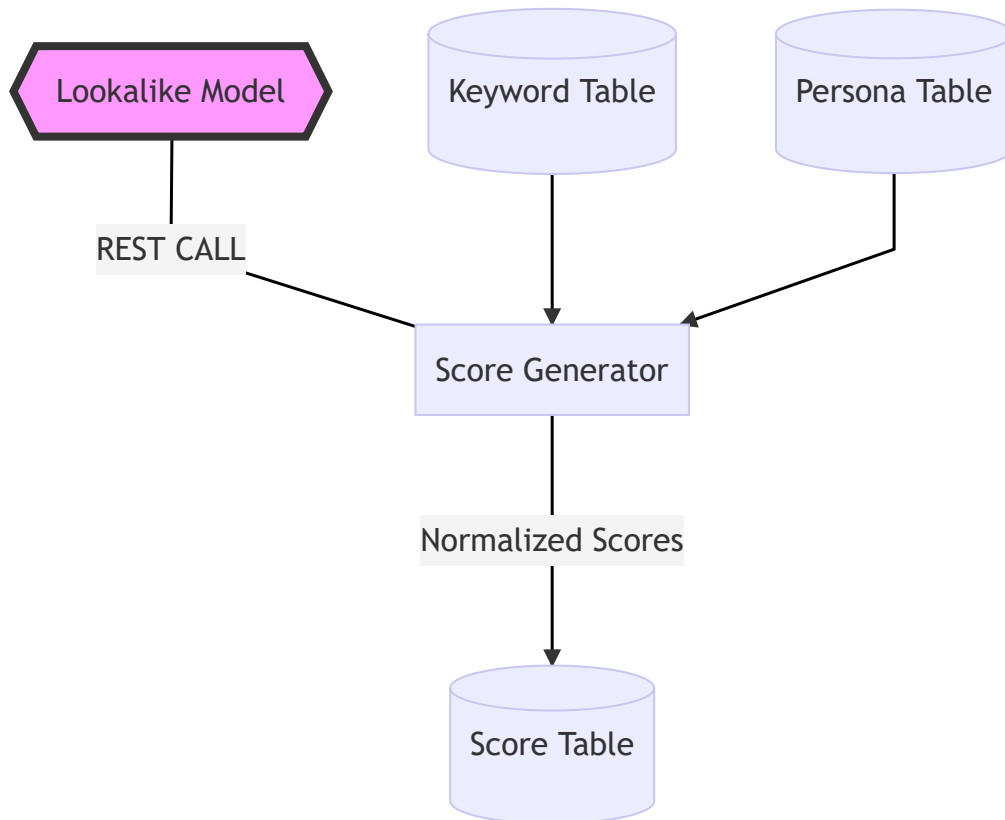 Lookalike Model
Keyword Table
Persona Table
REST CALL
Score Generator
Normalized Scores
Score Table